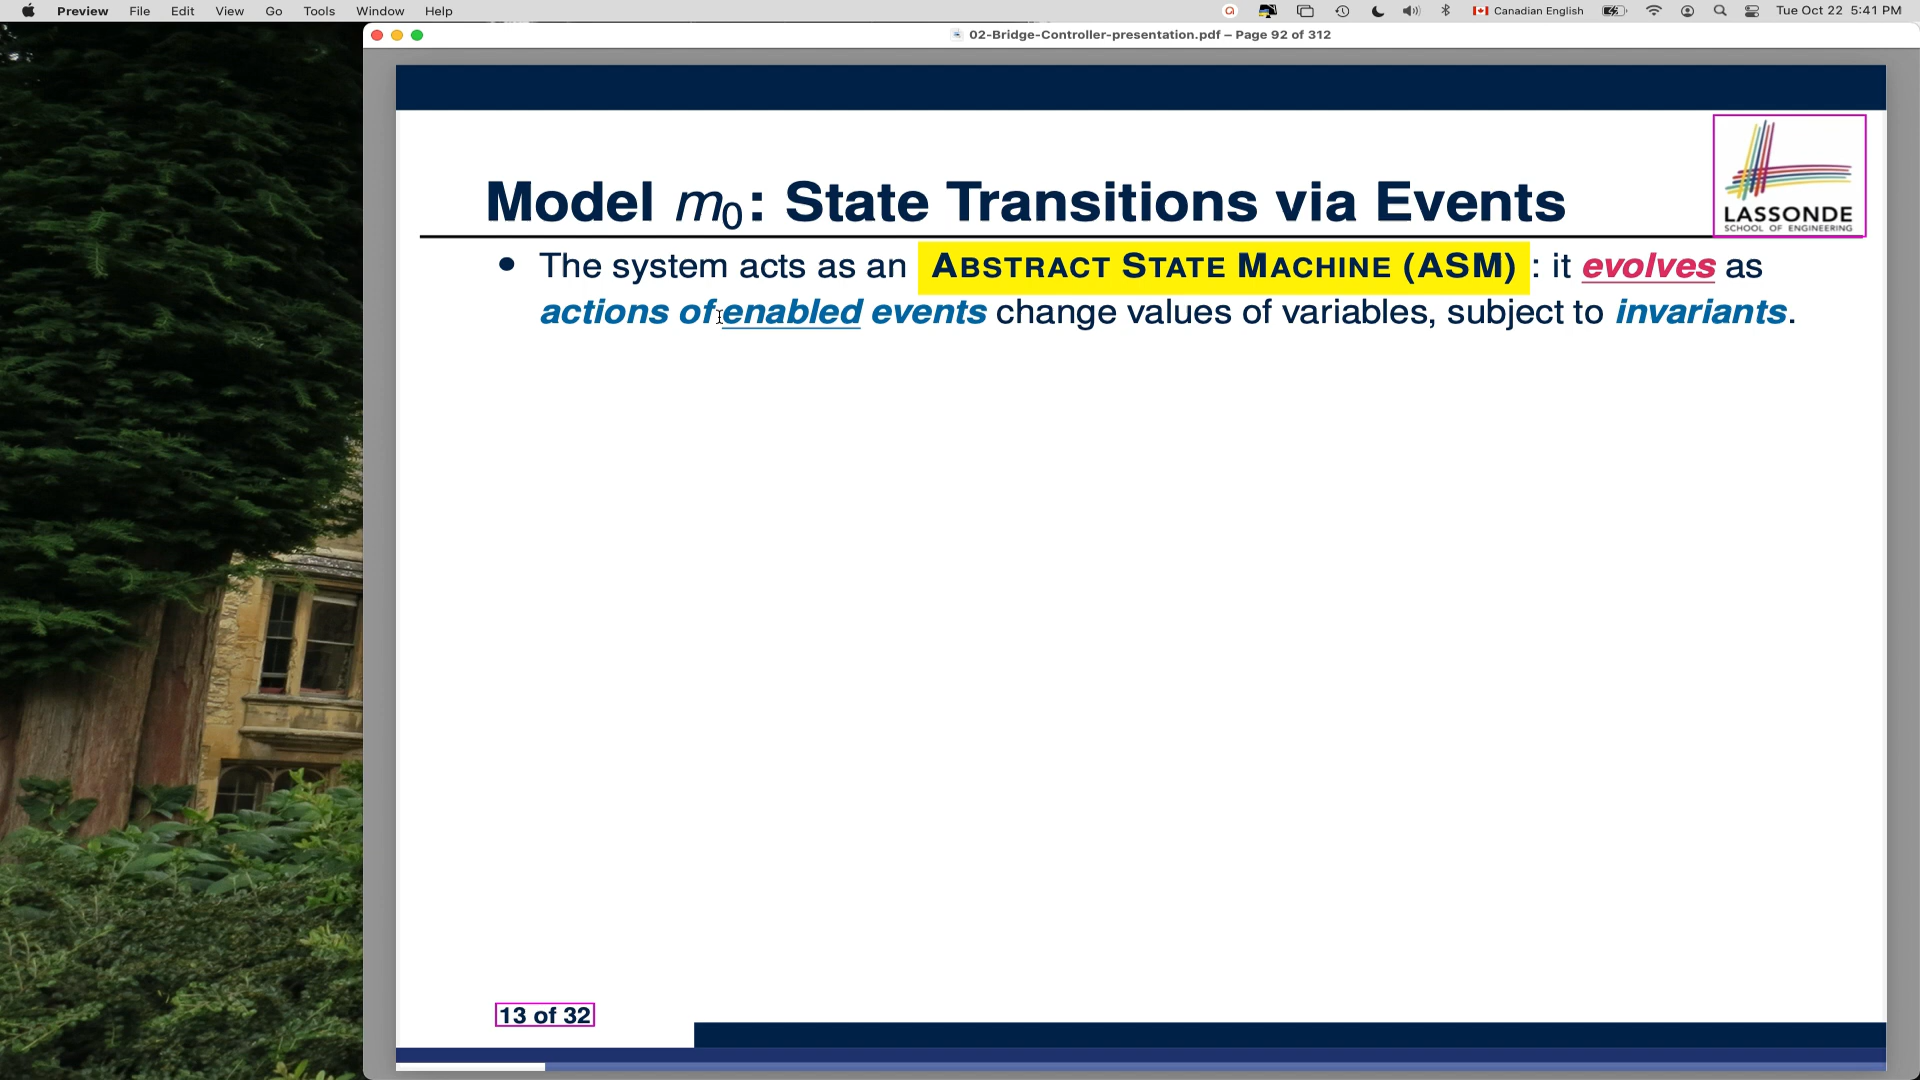 Preview File Edit View Go Tools Window Help Canadian English Tue Oct 22 5:41 PM
02-Bridge-Controller-presentation.pdf – Page 92 of 312
LASSONDE
SCHOOL OF ENGINEERING
Model m0: State Transitions via Events
• The system acts as an ABSTRACT STATE MACHINE (ASM) : it evolves as
actions of enabled events change values of variables, subject to invariants.
13 of 32